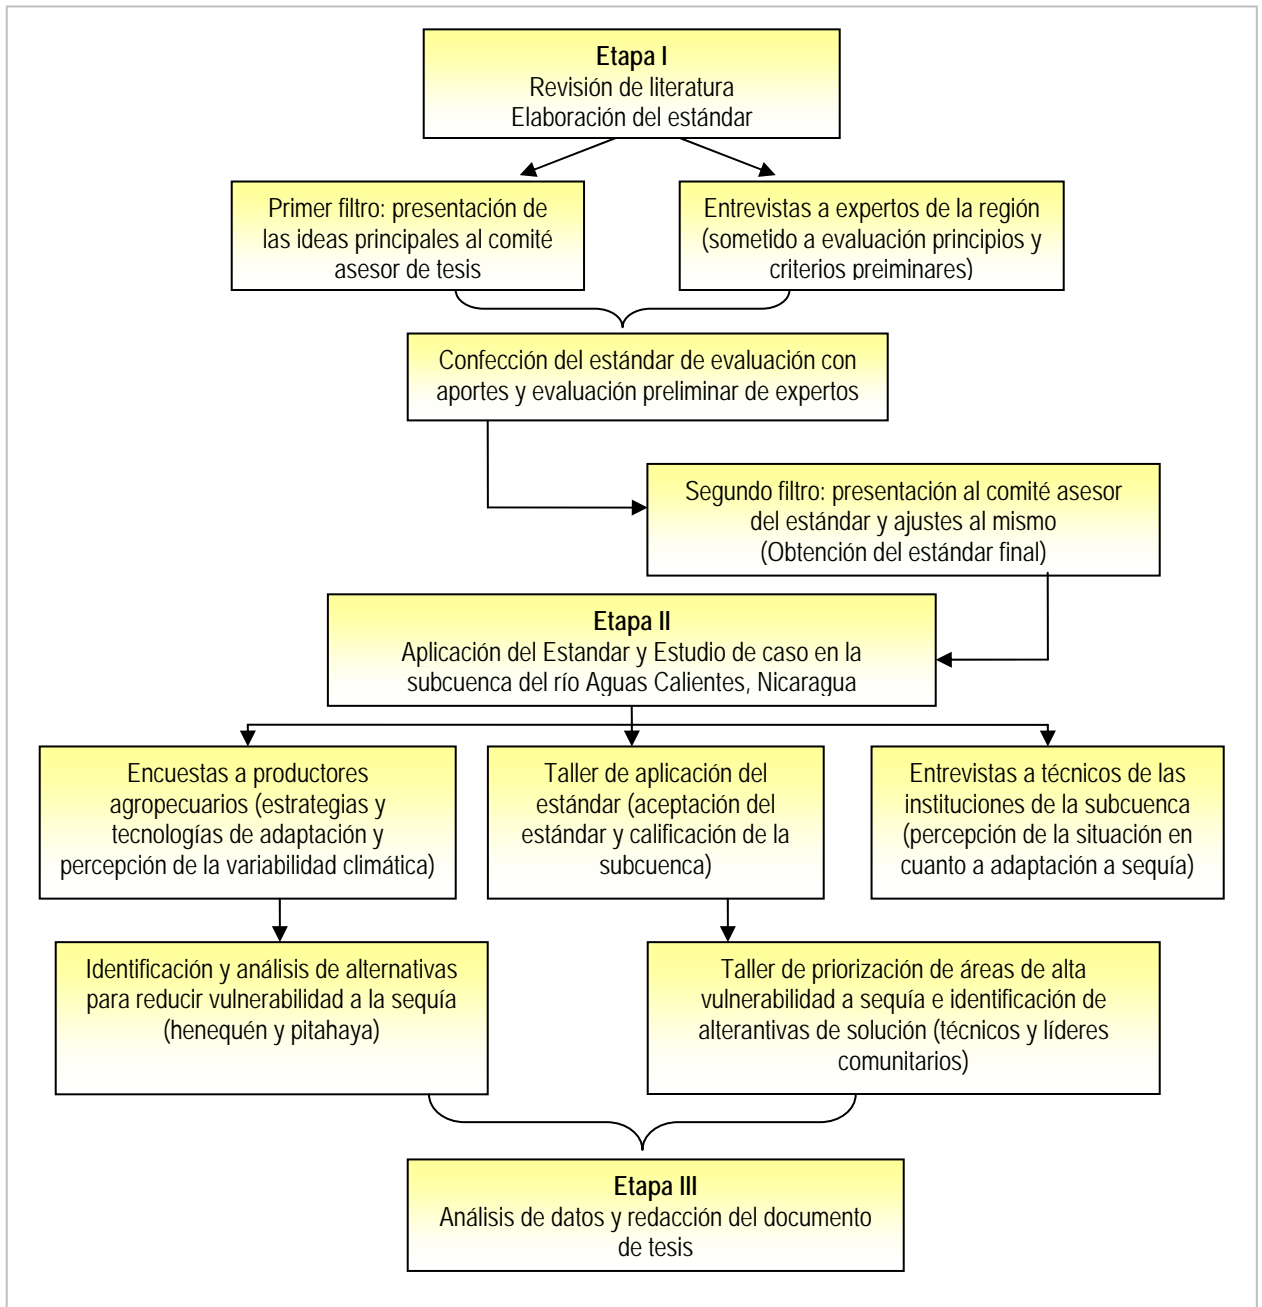 Etapa I
Revisión de literatura
Elaboración del estándar
Primer filtro: presentación de
las ideas principales al comité
asesor de tesis
Entrevistas a expertos de la región
(sometido a evaluación principios y
criterios preiminares)
Confección del estándar de evaluación con
aportes y evaluación preliminar de expertos
Segundo filtro: presentación al comité asesor
del estándar y ajustes al mismo
(Obtención del estándar final)
Etapa II
Aplicación del Estandar y Estudio de caso en la
subcuenca del río Aguas Calientes, Nicaragua
Encuestas a productores
agropecuarios (estrategias y
tecnologías de adaptación y
percepción de la variabilidad climática)
Taller de aplicación del
estándar (aceptación del
estándar y calificación de la
subcuenca)
Entrevistas a técnicos de las
instituciones de la subcuenca
(percepción de la situación en
cuanto a adaptación a sequía)
Identificación y análisis de alternativas
para reducir vulnerabilidad a la sequía
(henequén y pitahaya)
Taller de priorización de áreas de alta
vulnerabilidad a sequía e identificación de
alterantivas de solución (técnicos y líderes
comunitarios)
Etapa III
Análisis de datos y redacción del documento
de tesis